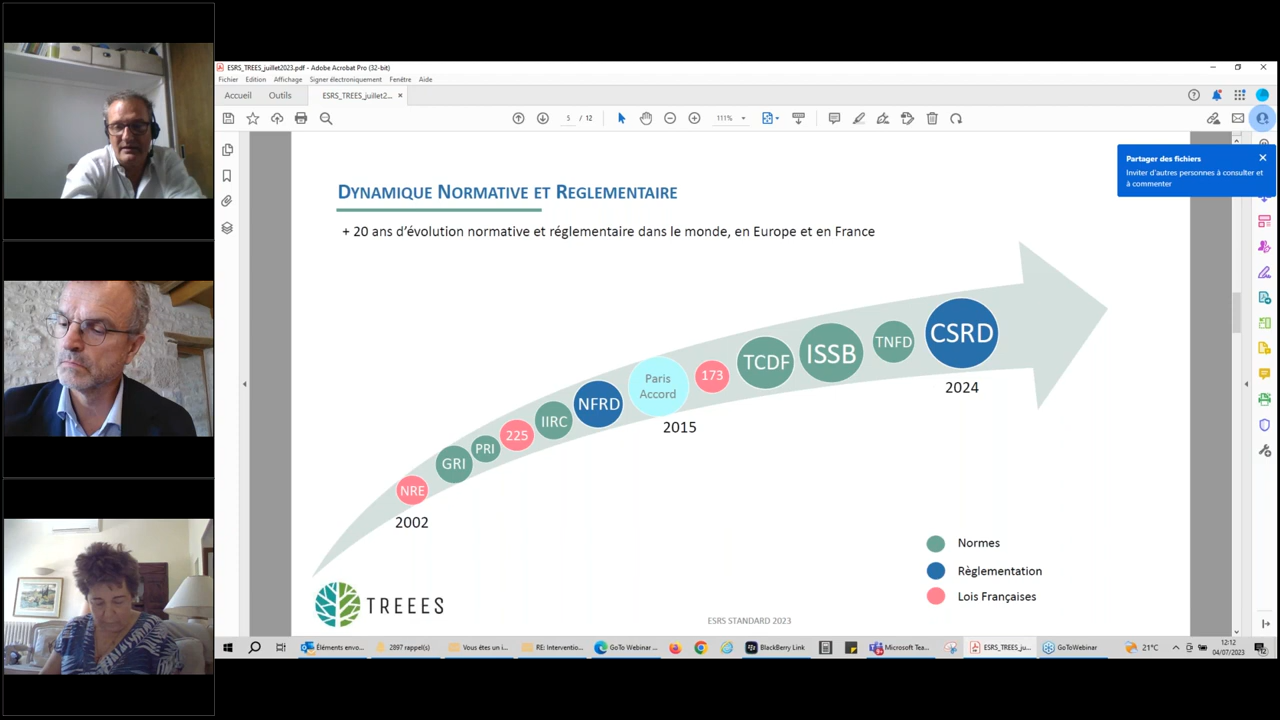 ESRS_TREES_juillet2023.pdf - Adobe Acrobat Pro (32-bit)
Fichier Edition Affichage Signer électroniquement Fenêtre Aide
Accueil Outils ESRS_TREES_juillet2... ×
5 / 12 111%
Partager des fichiers
Inviter d'autres personnes à consulter et
à commenter
DYNAMIQUE NORMATIVE ET REGLEMENTAIRE
+ 20 ans d'évolution normative et réglementaire dans le monde, en Europe et en France
NRE
2002
GRI
PRI
225
IIRC
NFRD
Paris
Accord
2015
173
TCDF
ISSB
TNFD
CSRD
2024
Normes
Règlementation
Lois Françaises
TREEES
ESRS STANDARD 2023
Éléments envo... 2897 rappel(s) Vous êtes un i... RE: Interventio... GoTo Webinar ... BlackBerry Link Microsoft Tea... ESRS_TREES_ju... GoToWebinar 21°C 12:12
04/07/2023